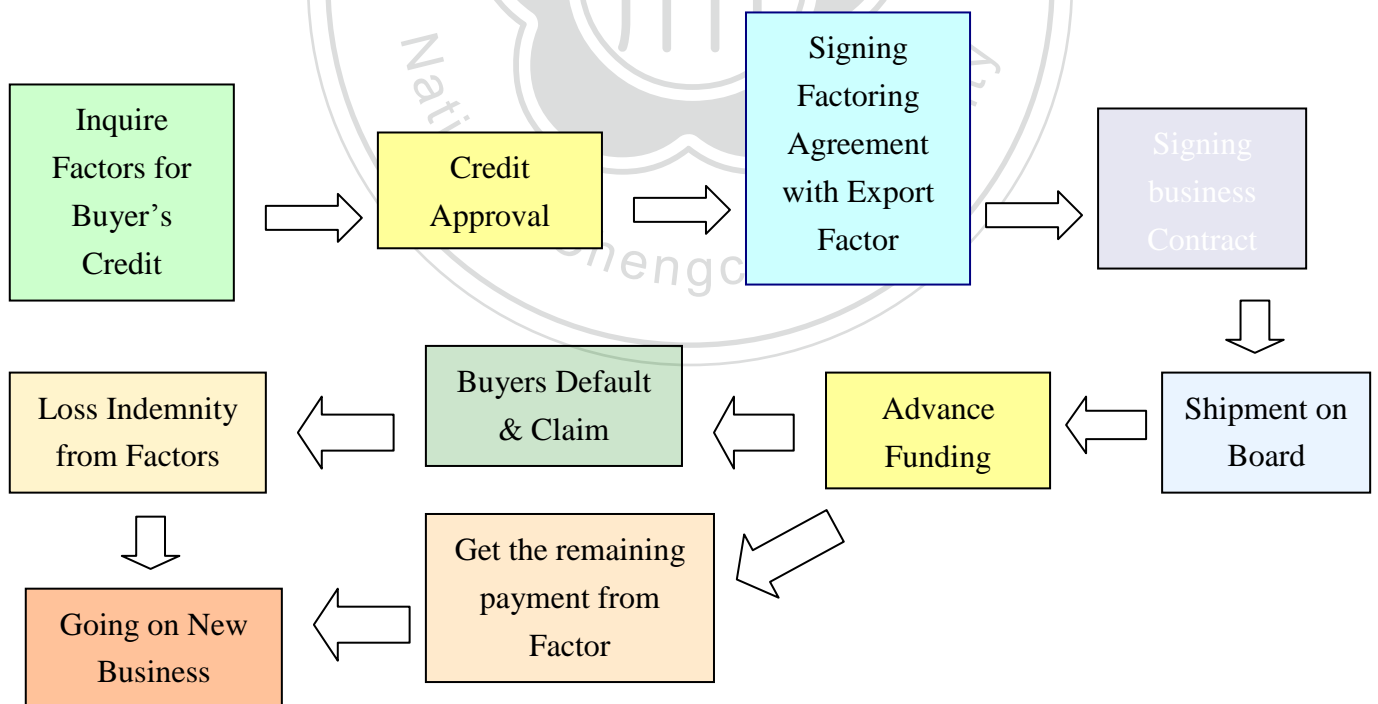 Inquire
Factors for
Buyer’s
Credit
Credit
Approval
Signing
Factoring
Agreement
with Export
Factor
Signing
business
Contract
Shipment on
Board
Advance
Funding
Buyers Default
& Claim
Loss Indemnity
from Factors
Get the remaining
payment from
Factor
Going on New
Business